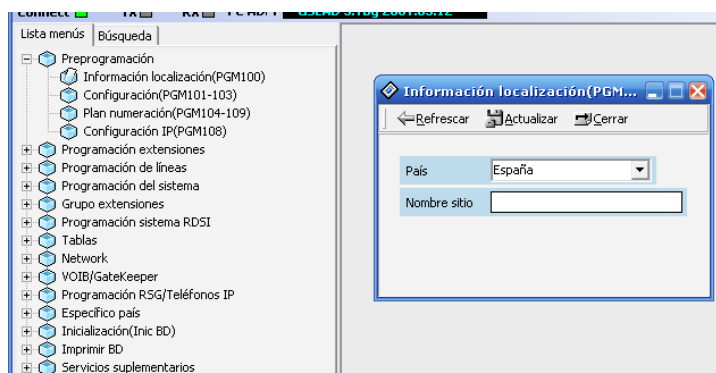 Connect TX RX
Lista menús Búsqueda
Preprogramación
Información localización(PGM100)
Configuración(PGM101-103)
Plan numeración(PGM104-109)
Configuración IP(PGM108)
Programación extensiones
Programación de líneas
Programación del sistema
Grupo extensiones
Programación sistema RDSI
Tablas
Network
VOIB/GateKeeper
Programación RSG/Teléfonos IP
Específico país
Inicialización(Inic BD)
Imprimir BD
Servicios suplementarios
Información localización(PGM...
Refrescar Actualizar Cerrar
País España
Nombre sitio